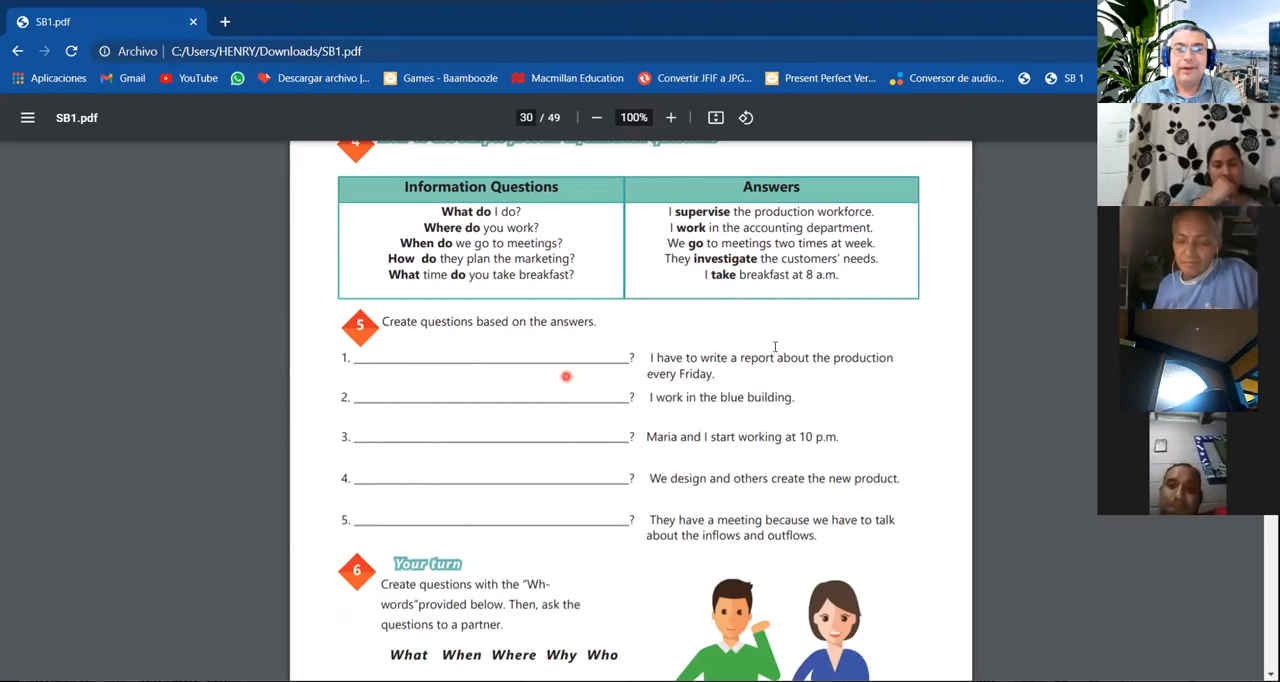 SB1.pdf
Archivo C:/Users/HENRY/Downloads/SB1.pdf
Aplicaciones Gmail YouTube Descargar archivo |... Games - Baamboozle Macmillan Education Convertir JFIF a JPG... Present Perfect Ver... Conversor de audio... SB 1
SB1.pdf 30 / 49 100%
4
Information Questions Answers
What do I do? I supervise the production workforce.
Where do you work? I work in the accounting department.
When do we go to meetings? We go to meetings two times at week.
How do they plan the marketing? They investigate the customers' needs.
What time do you take breakfast? I take breakfast at 8 a.m.
5 Create questions based on the answers.
1. ? I have to write a report about the production
every Friday.
2. ? I work in the blue building.
3. ? Maria and I start working at 10 p.m.
4. ? We design and others create the new product.
5. ? They have a meeting because we have to talk
about the inflows and outflows.
6 Your turn
Create questions with the "Wh-
words"provided below. Then, ask the
questions to a partner.
What When Where Why Who